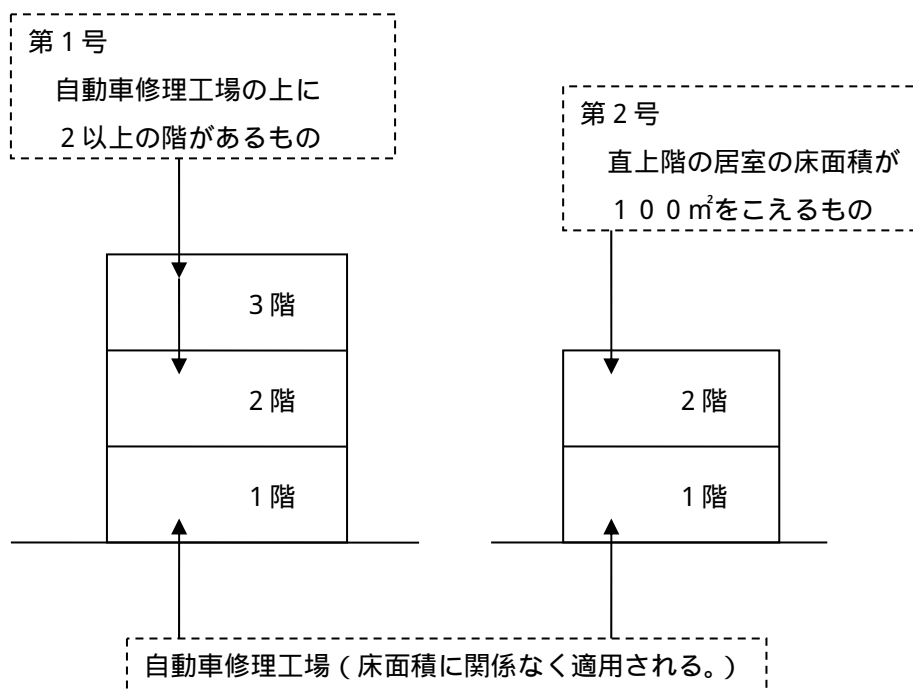 第1号
自動車修理工場の上に
2以上の階があるもの
第2号
直上階の居室の床面積が
100㎡をこえるもの
3階
2階
1階
2階
1階
自動車修理工場(床面積に関係なく適用される。)